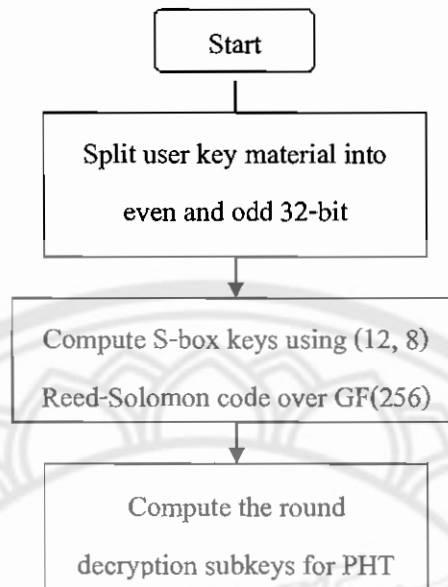 Start
Split user key material into
even and odd 32-bit
Compute S-box keys using (12, 8)
Reed-Solomon code over GF(256)
Compute the round
decryption subkeys for PHT